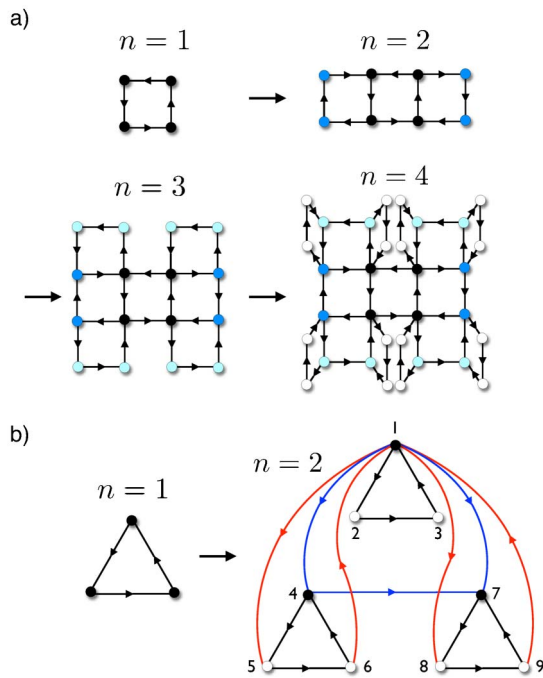 a)
n = 1
n = 2
n = 3
n = 4
b)
n = 1
n = 2
1
2 3
4 7
5 6 8 9